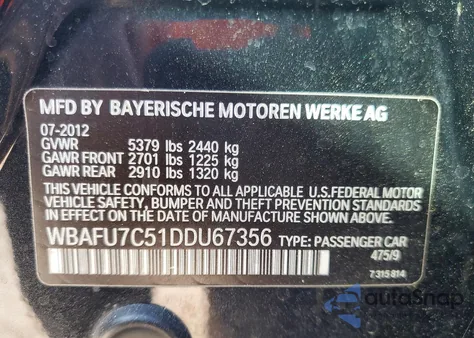 MFD BY BAYERISCHE MOTOREN WERKE AG
07-2012
GVWR 5379 lbs 2440 kg
GAWR FRONT 2701 lbs 1225 kg
GAWR REAR 2910 lbs 1320 kg
THIS VEHICLE CONFORMS TO ALL APPLICABLE U.S.FEDERAL MOTOR
VEHICLE SAFETY, BUMPER AND THEFT PREVENTION STANDARDS
IN EFFECT ON THE DATE OF MANUFACTURE SHOWN ABOVE.
WBAFU7C51DDU67356 TYPE: PASSENGER CAR
475/9
7 315 814
autoSnap